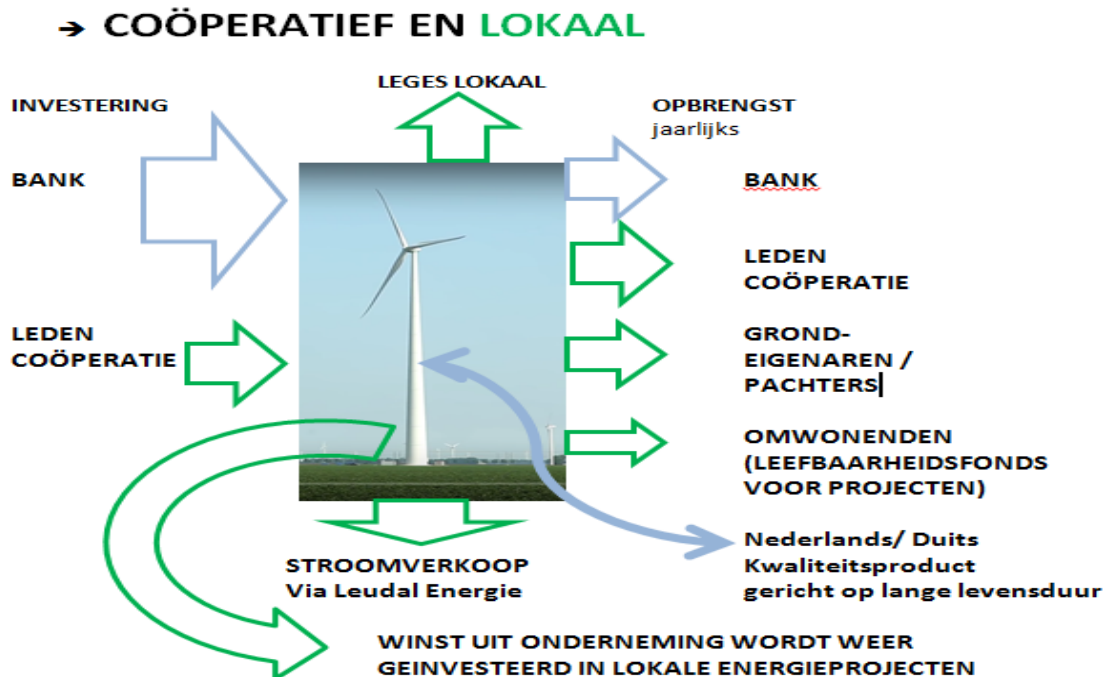 → COÖPERATIEF EN LOKAAL
LEGES LOKAAL
INVESTERING
OPBRENGST
jaarlijks
BANK
BANK
LEDEN
COÖPERATIE
LEDEN
COÖPERATIE
GROND-
EIGENAREN /
PACHTERS
OMWONENDEN
(LEEFBAARHEIDSFONDS
VOOR PROJECTEN)
Nederlands/ Duits
Kwaliteitsproduct
gericht op lange levensduur
STROOMVERKOOP
Via Leudal Energie
WINST UIT ONDERNEMING WORDT WEER
GEINVESTEERD IN LOKALE ENERGIEPROJECTEN